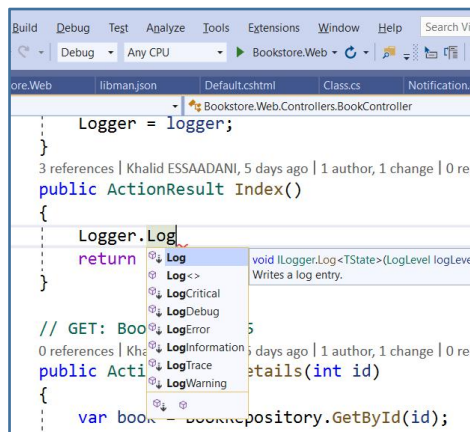 Build Debug Test Analyze Tools Extensions Window Help Search Vi
Debug Any CPU Bookstore.Web
ore.Web libman.json Default.cshtml Class.cs Notification.
Bookstore.Web.Controllers.BookController
Logger = logger;
}
3 references | Khalid ESSAADANI, 5 days ago | 1 author, 1 change | 0 re
public ActionResult Index()
{
Logger.Log
return
Log
void ILogger.Log<TState>(LogLevel logLeve
Writes a log entry.
Log<>
LogCritical
LogDebug
LogError
LogInformation
LogTrace
LogWarning
}
// GET: Boo 5
0 references | Kha 5 days ago | 1 author, 1 change | 0 re
public Acti etails(int id)
{
var book = BookRepository.GetById(id);